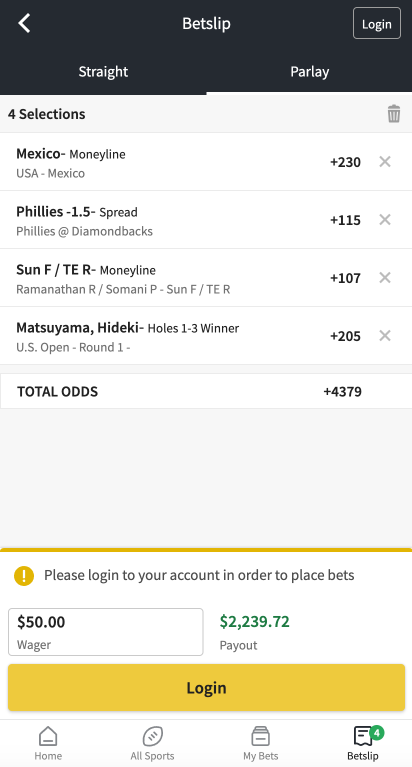 Betslip
Login
Straight
Parlay
4 Selections
Mexico- Moneyline
+230
USA - Mexico
Phillies -1.5- Spread
+115
Phillies @ Diamondbacks
Sun F / TE R- Moneyline
+107
Ramanathan R / Somani P - Sun F / TE R
Matsuyama, Hideki- Holes 1-3 Winner
+205
U.S. Open - Round 1 -
TOTAL ODDS
+4379
Please login to your account in order to place bets
$50.00
Wager
$2,239.72
Payout
Login
Home
All Sports
My Bets
4
Betslip